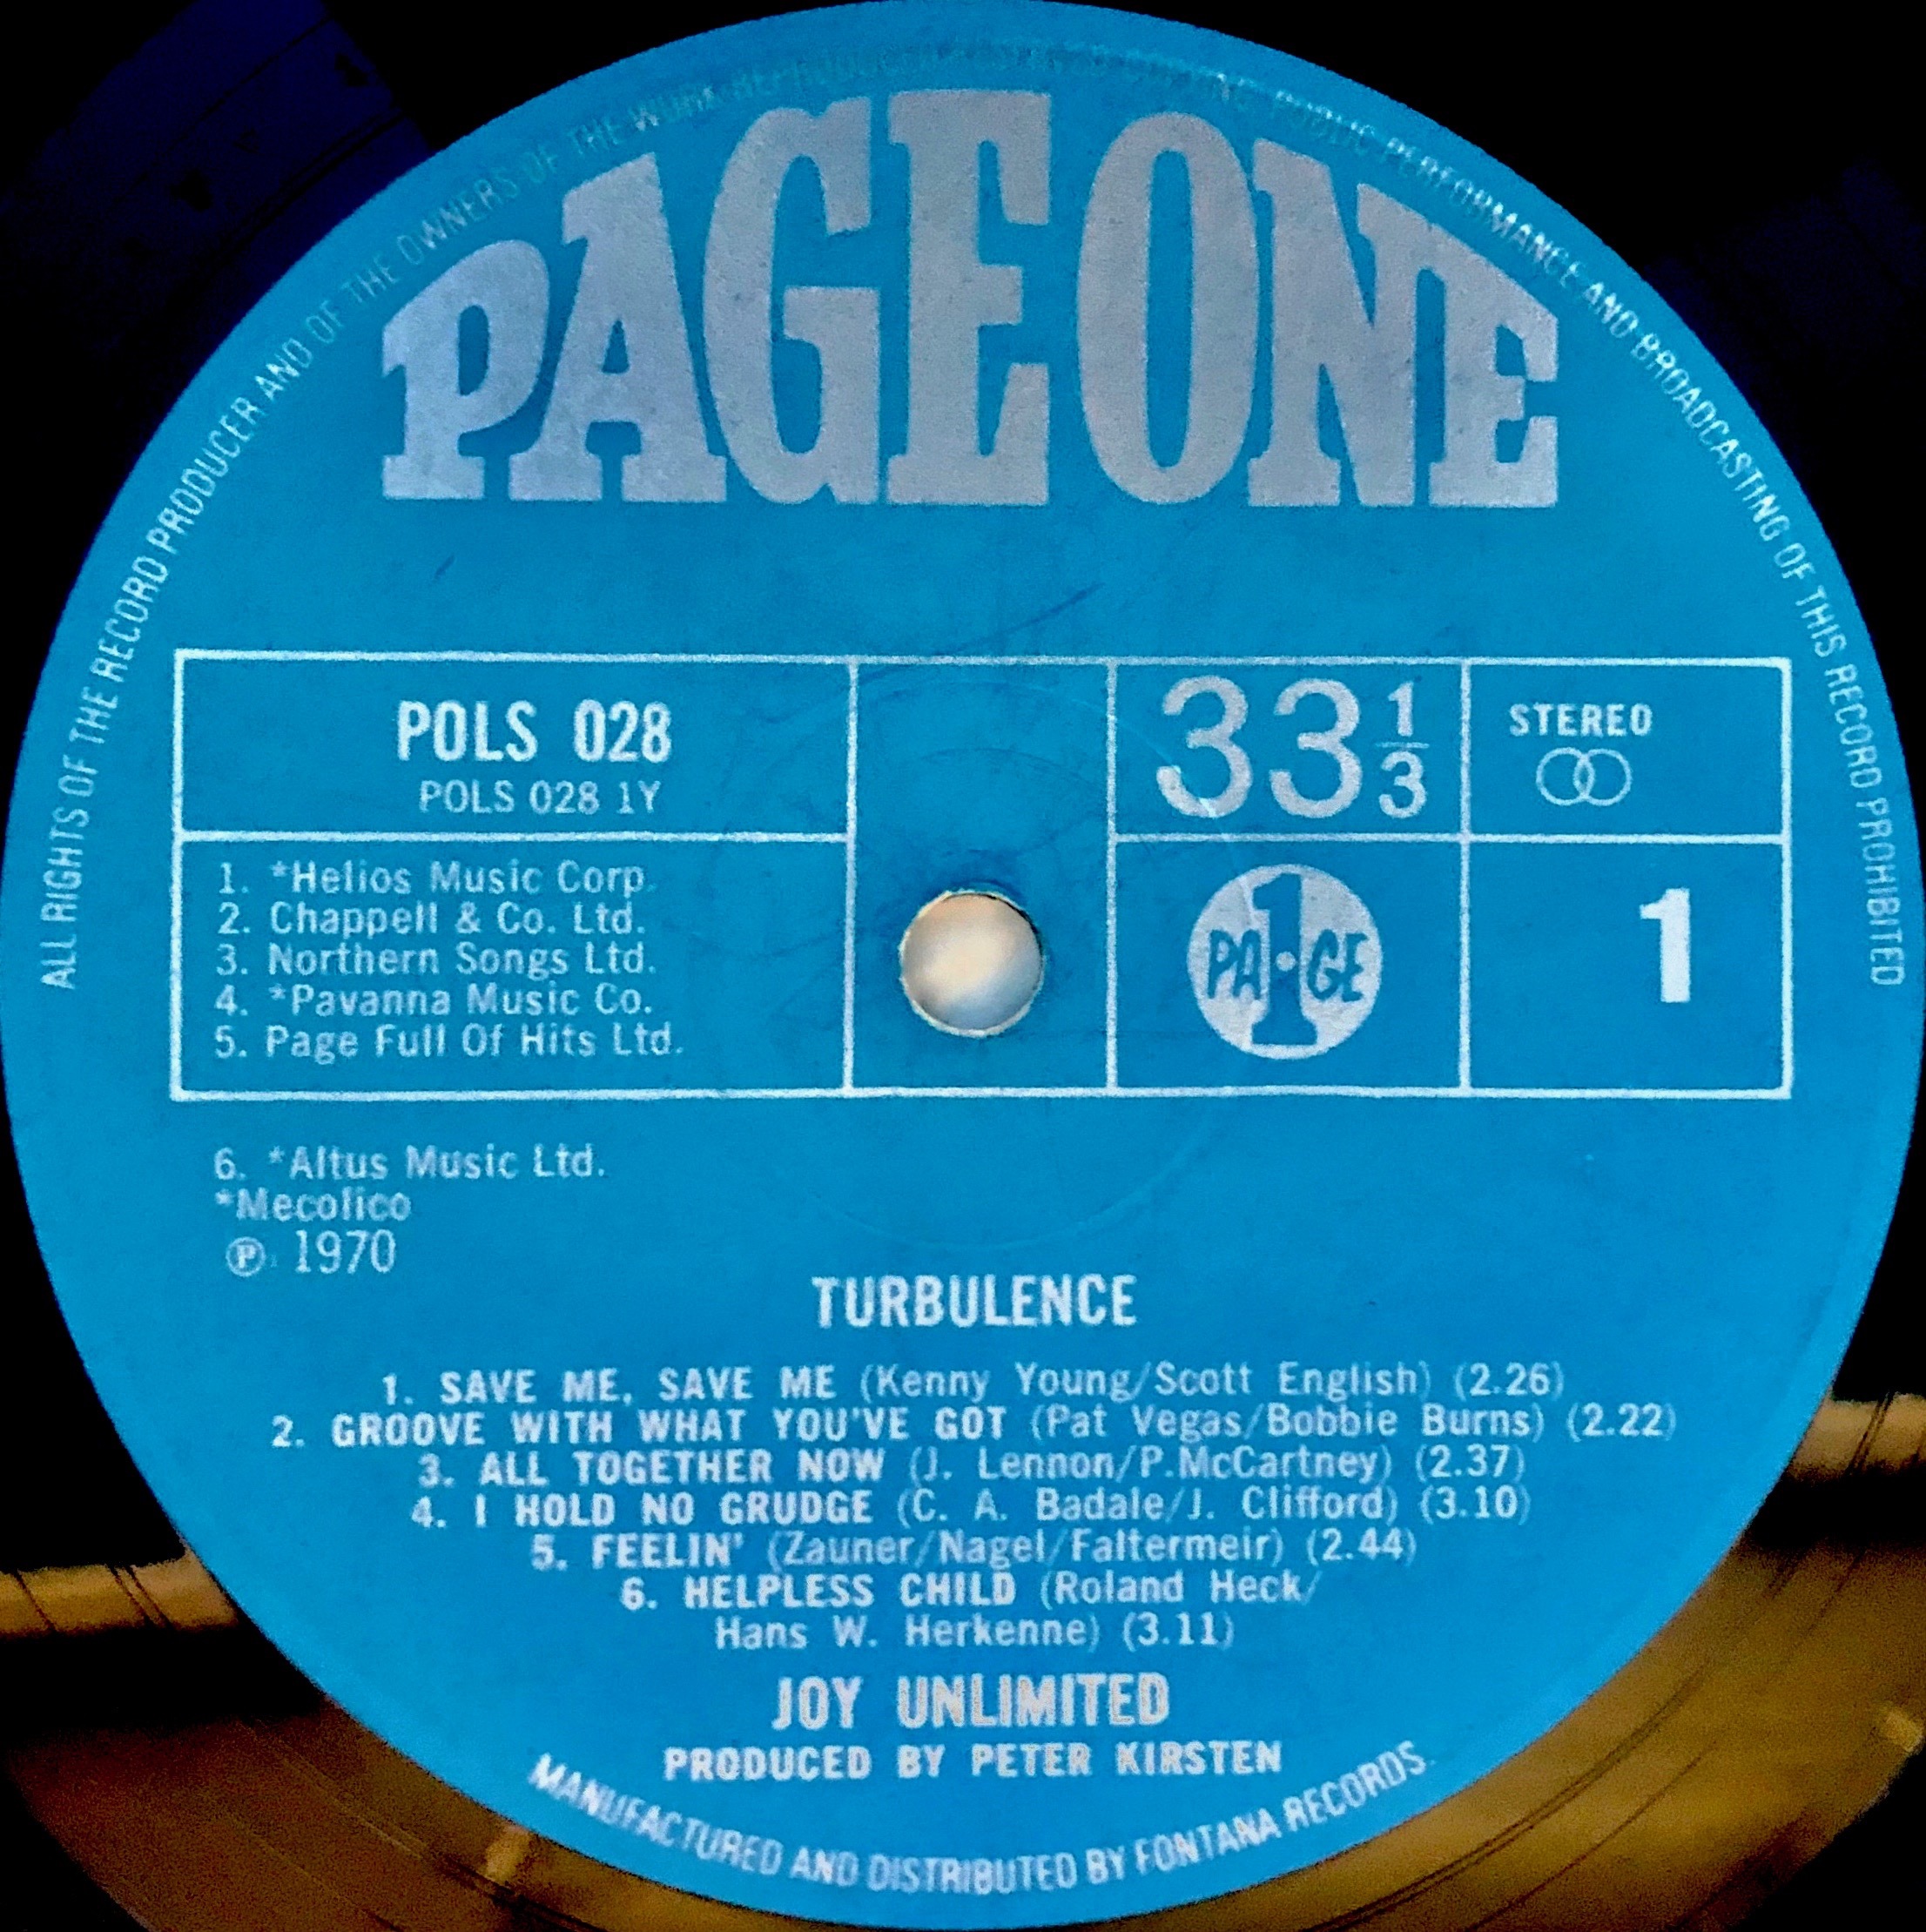 ALL RIGHTS OF THE RECORD PRODUCER AND OF THE OWNERS OF THE WORK REPRODUCED RESERVED COPYING PUBLIC PERFORMANCE AND BROADCASTING OF THIS RECORD PROHIBITED
PAGE ONE
POLS 028
POLS 028 1Y
33 1/3
STEREO
1. *Helios Music Corp.
2. Chappell & Co. Ltd.
3. Northern Songs Ltd.
4. *Pavanna Music Co.
5. Page Full Of Hits Ltd.
PA1GE
1
6. *Altus Music Ltd.
*Mecolico
Ⓟ 1970
TURBULENCE
1. SAVE ME, SAVE ME (Kenny Young/Scott English) (2.26)
2. GROOVE WITH WHAT YOU'VE GOT (Pat Vegas/Bobbie Burns) (2.22)
3. ALL TOGETHER NOW (J. Lennon/P.McCartney) (2.37)
4. I HOLD NO GRUDGE (C. A. Badale/J. Clifford) (3.10)
5. FEELIN' (Zauner/Nagel/Faltermeir) (2.44)
6. HELPLESS CHILD (Roland Heck/
Hans W. Herkenne) (3.11)
JOY UNLIMITED
PRODUCED BY PETER KIRSTEN
MANUFACTURED AND DISTRIBUTED BY FONTANA RECORDS.